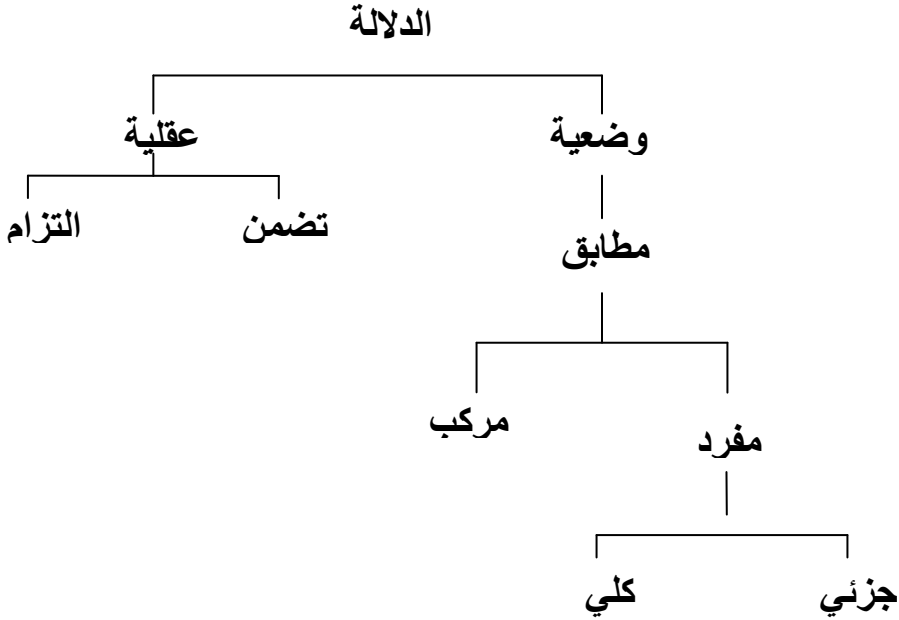 الدلالة
وضعية
عقلية
تضمن
التزام
مطابق
مركب
مفرد
جزئي
كلي